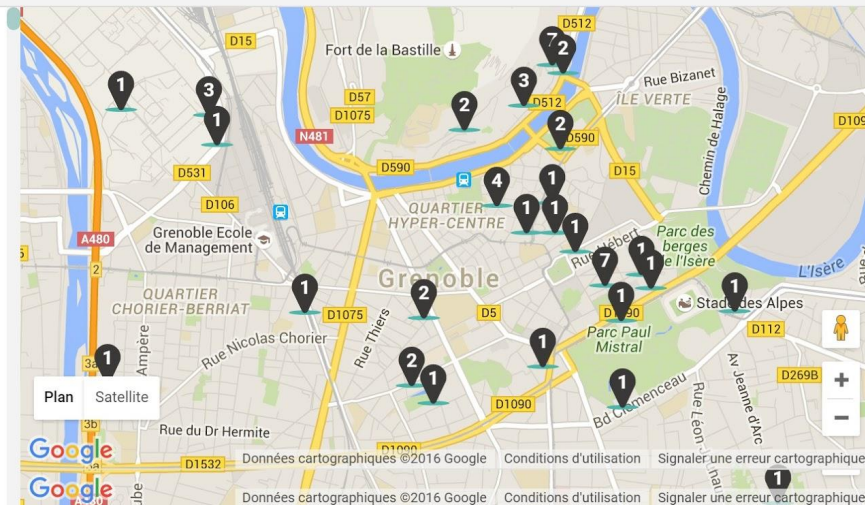 D512
D15
Fort de la Bastille
7
2
1
3
D57
3
Rue Bizanet
2
D512
ÎLE VERTE
D1075
1
N481
2
D590
Chemin de Halage
D109
D531
D590
D15
1
4
D106
QUARTIER
HYPER-CENTRE
1
1
Grenoble Ecole
de Management
A480
1
Rue Hébert
Parc des
berges
de l'Isère
2
1
7
1
L'Isère
Grenoble
QUARTIER
CHORIER-BERRIAT
1
2
1
1
Stade des Alpes
D1075
D5
D1090
D112
Rue Thiers
Parc Paul
Mistral
Ampère
Rue Nicolas Chorier
1
3a
1
2
1
1
D269B
Plan
Satellite
Bd Clemenceau
Av Jeanne d'Arc
+
−
3b
D1090
Rue du Dr Hermite
Google
D1532
D1090
Données cartographiques ©2016 Google
Conditions d'utilisation
Signaler une erreur cartographique
Google
1
Données cartographiques ©2016 Google
Conditions d'utilisation
Signaler une erreur cartographique